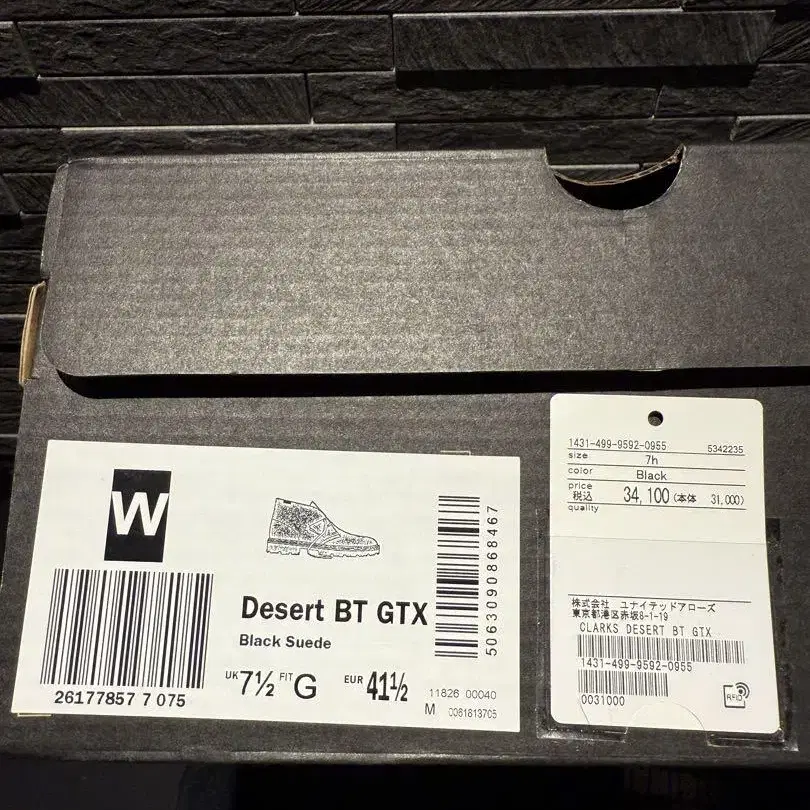 W
26177857 7 075
Desert BT GTX
Black Suede
UK 7½ FIT G EUR 41½
11826 00040
M 0081813705
5063090868467
1431-499-9592-0955 5342235
size 7h
color Black
price
税込 34,100 (本体 31,000)
quality
株式会社 ユナイテッドアローズ
東京都港区赤坂8-1-19
CLARKS DESERT BT GTX
1431-499-9592-0955
0031000
RFID